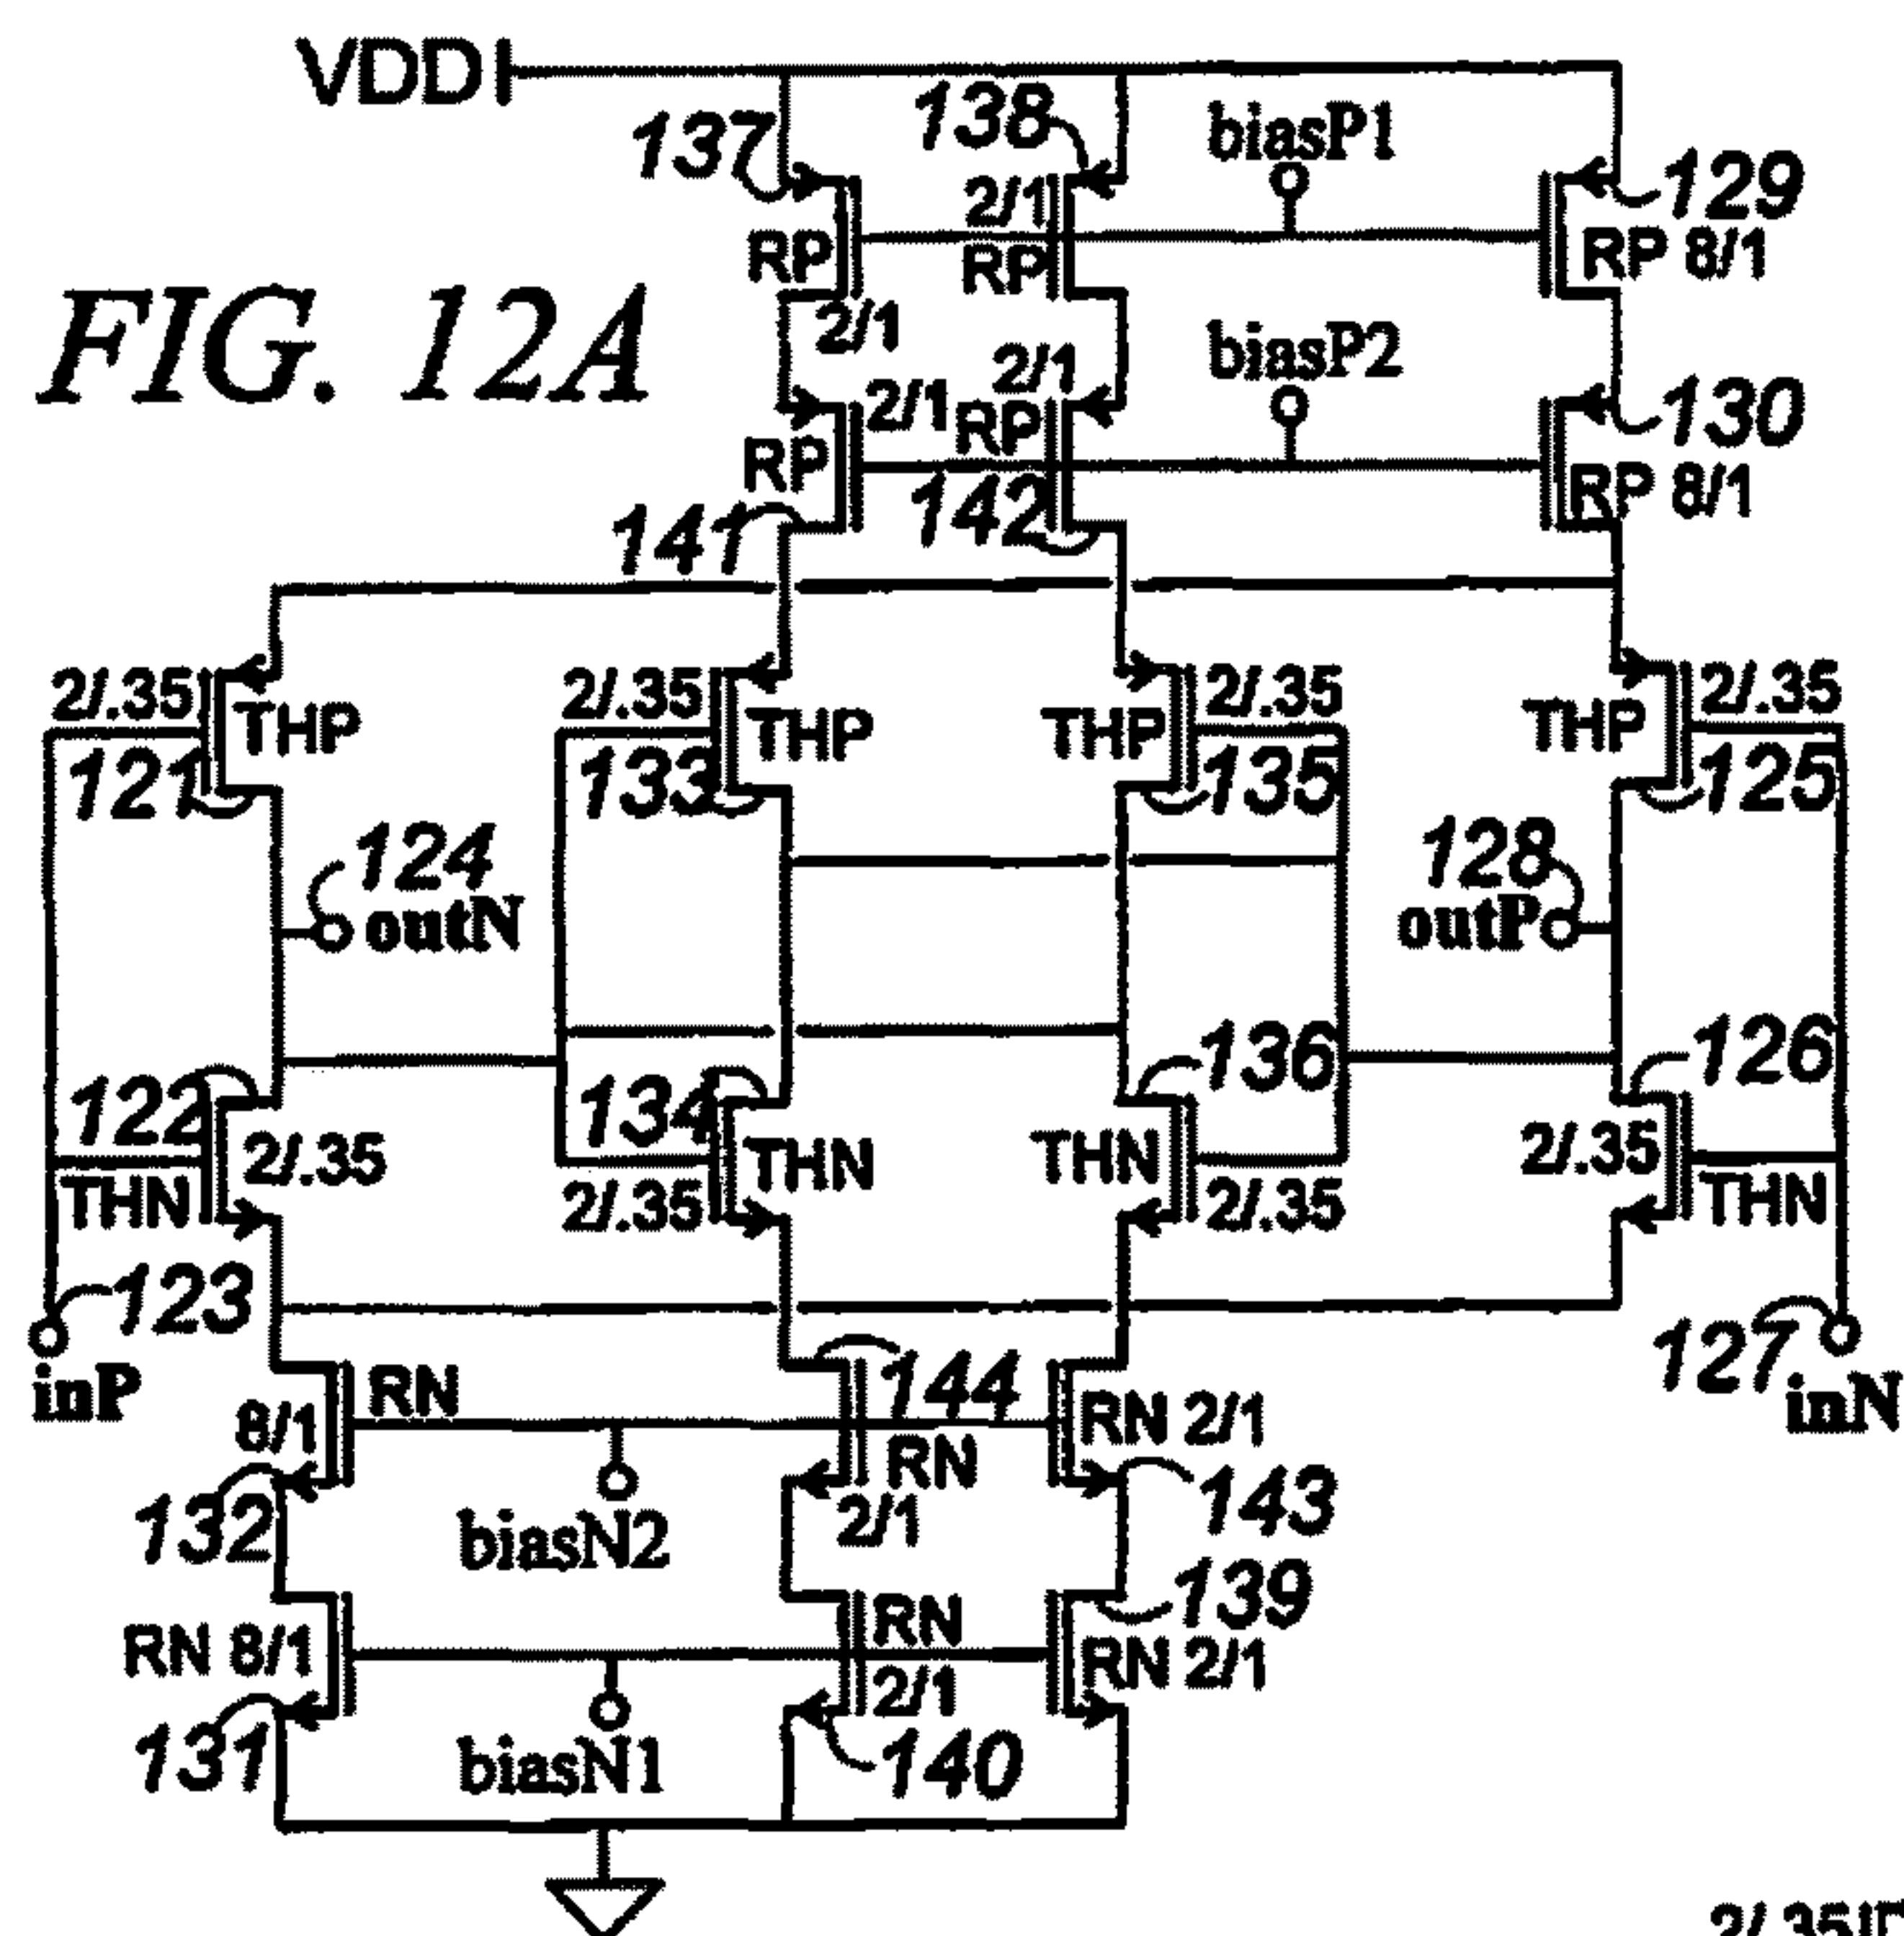 VDD
137
138
biasP1
129
2/1
RP
RP
RP 8/1
FIG. 12A
2/1
2/1
biasP2
2/1
RP
130
RP
142
RP 8/1
141
2/.35
THP
121
2/.35
THP
133
2/.35
THP
135
2/.35
THP
125
124
outN
128
outP
122
2/.35
THN
134
THN
2/.35
136
THN
2/.35
126
2/.35
THN
123
inP
127
inN
RN
8/1
144
RN
2/1
RN 2/1
132
biasN2
143
139
RN 8/1
RN
2/1
RN 2/1
131
biasN1
140